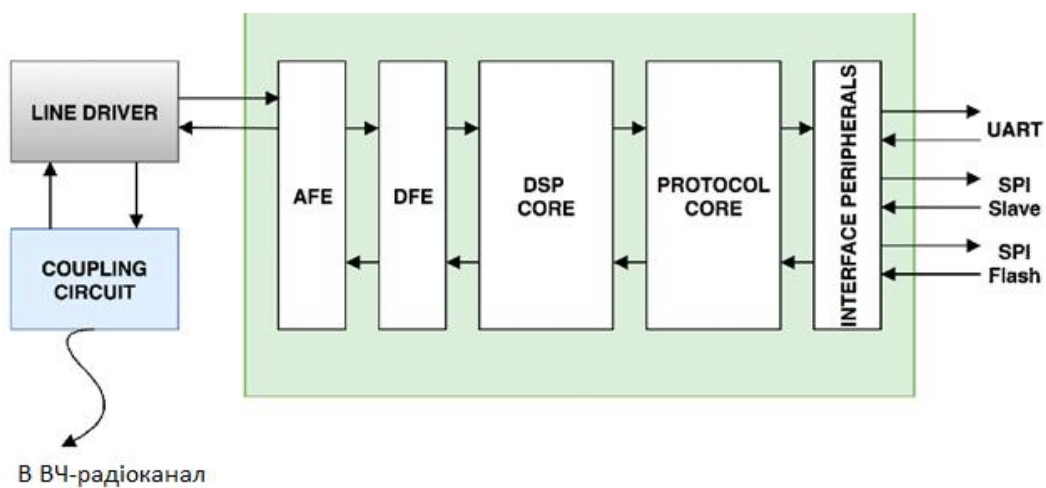 LINE DRIVER
COUPLING
CIRCUIT
AFE
DFE
DSP
CORE
PROTOCOL
CORE
INTERFACE PERIPHERALS
UART
SPI
Slave
SPI
Flash
В ВЧ-радіоканал